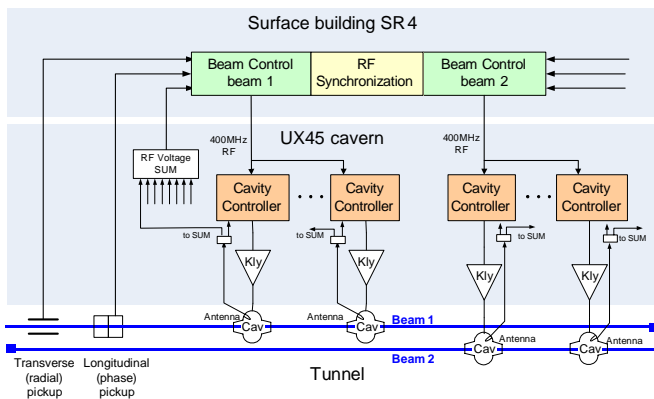 Surface building SR4
Beam Control
beam 1
RF
Synchronization
Beam Control
beam 2
UX45 cavern
400MHz
RF
400MHz
RF
RF Voltage
SUM
Cavity
Controller
. . .
Cavity
Controller
Cavity
Controller
. . .
Cavity
Controller
to SUM
to SUM
to SUM
to SUM
Kly
Kly
Kly
Kly
Antenna
Antenna
Beam 1
Cav
Cav
Antenna
Antenna
Beam 2
Cav
Cav
Transverse
(radial)
pickup
Longitudinal
(phase)
pickup
Tunnel